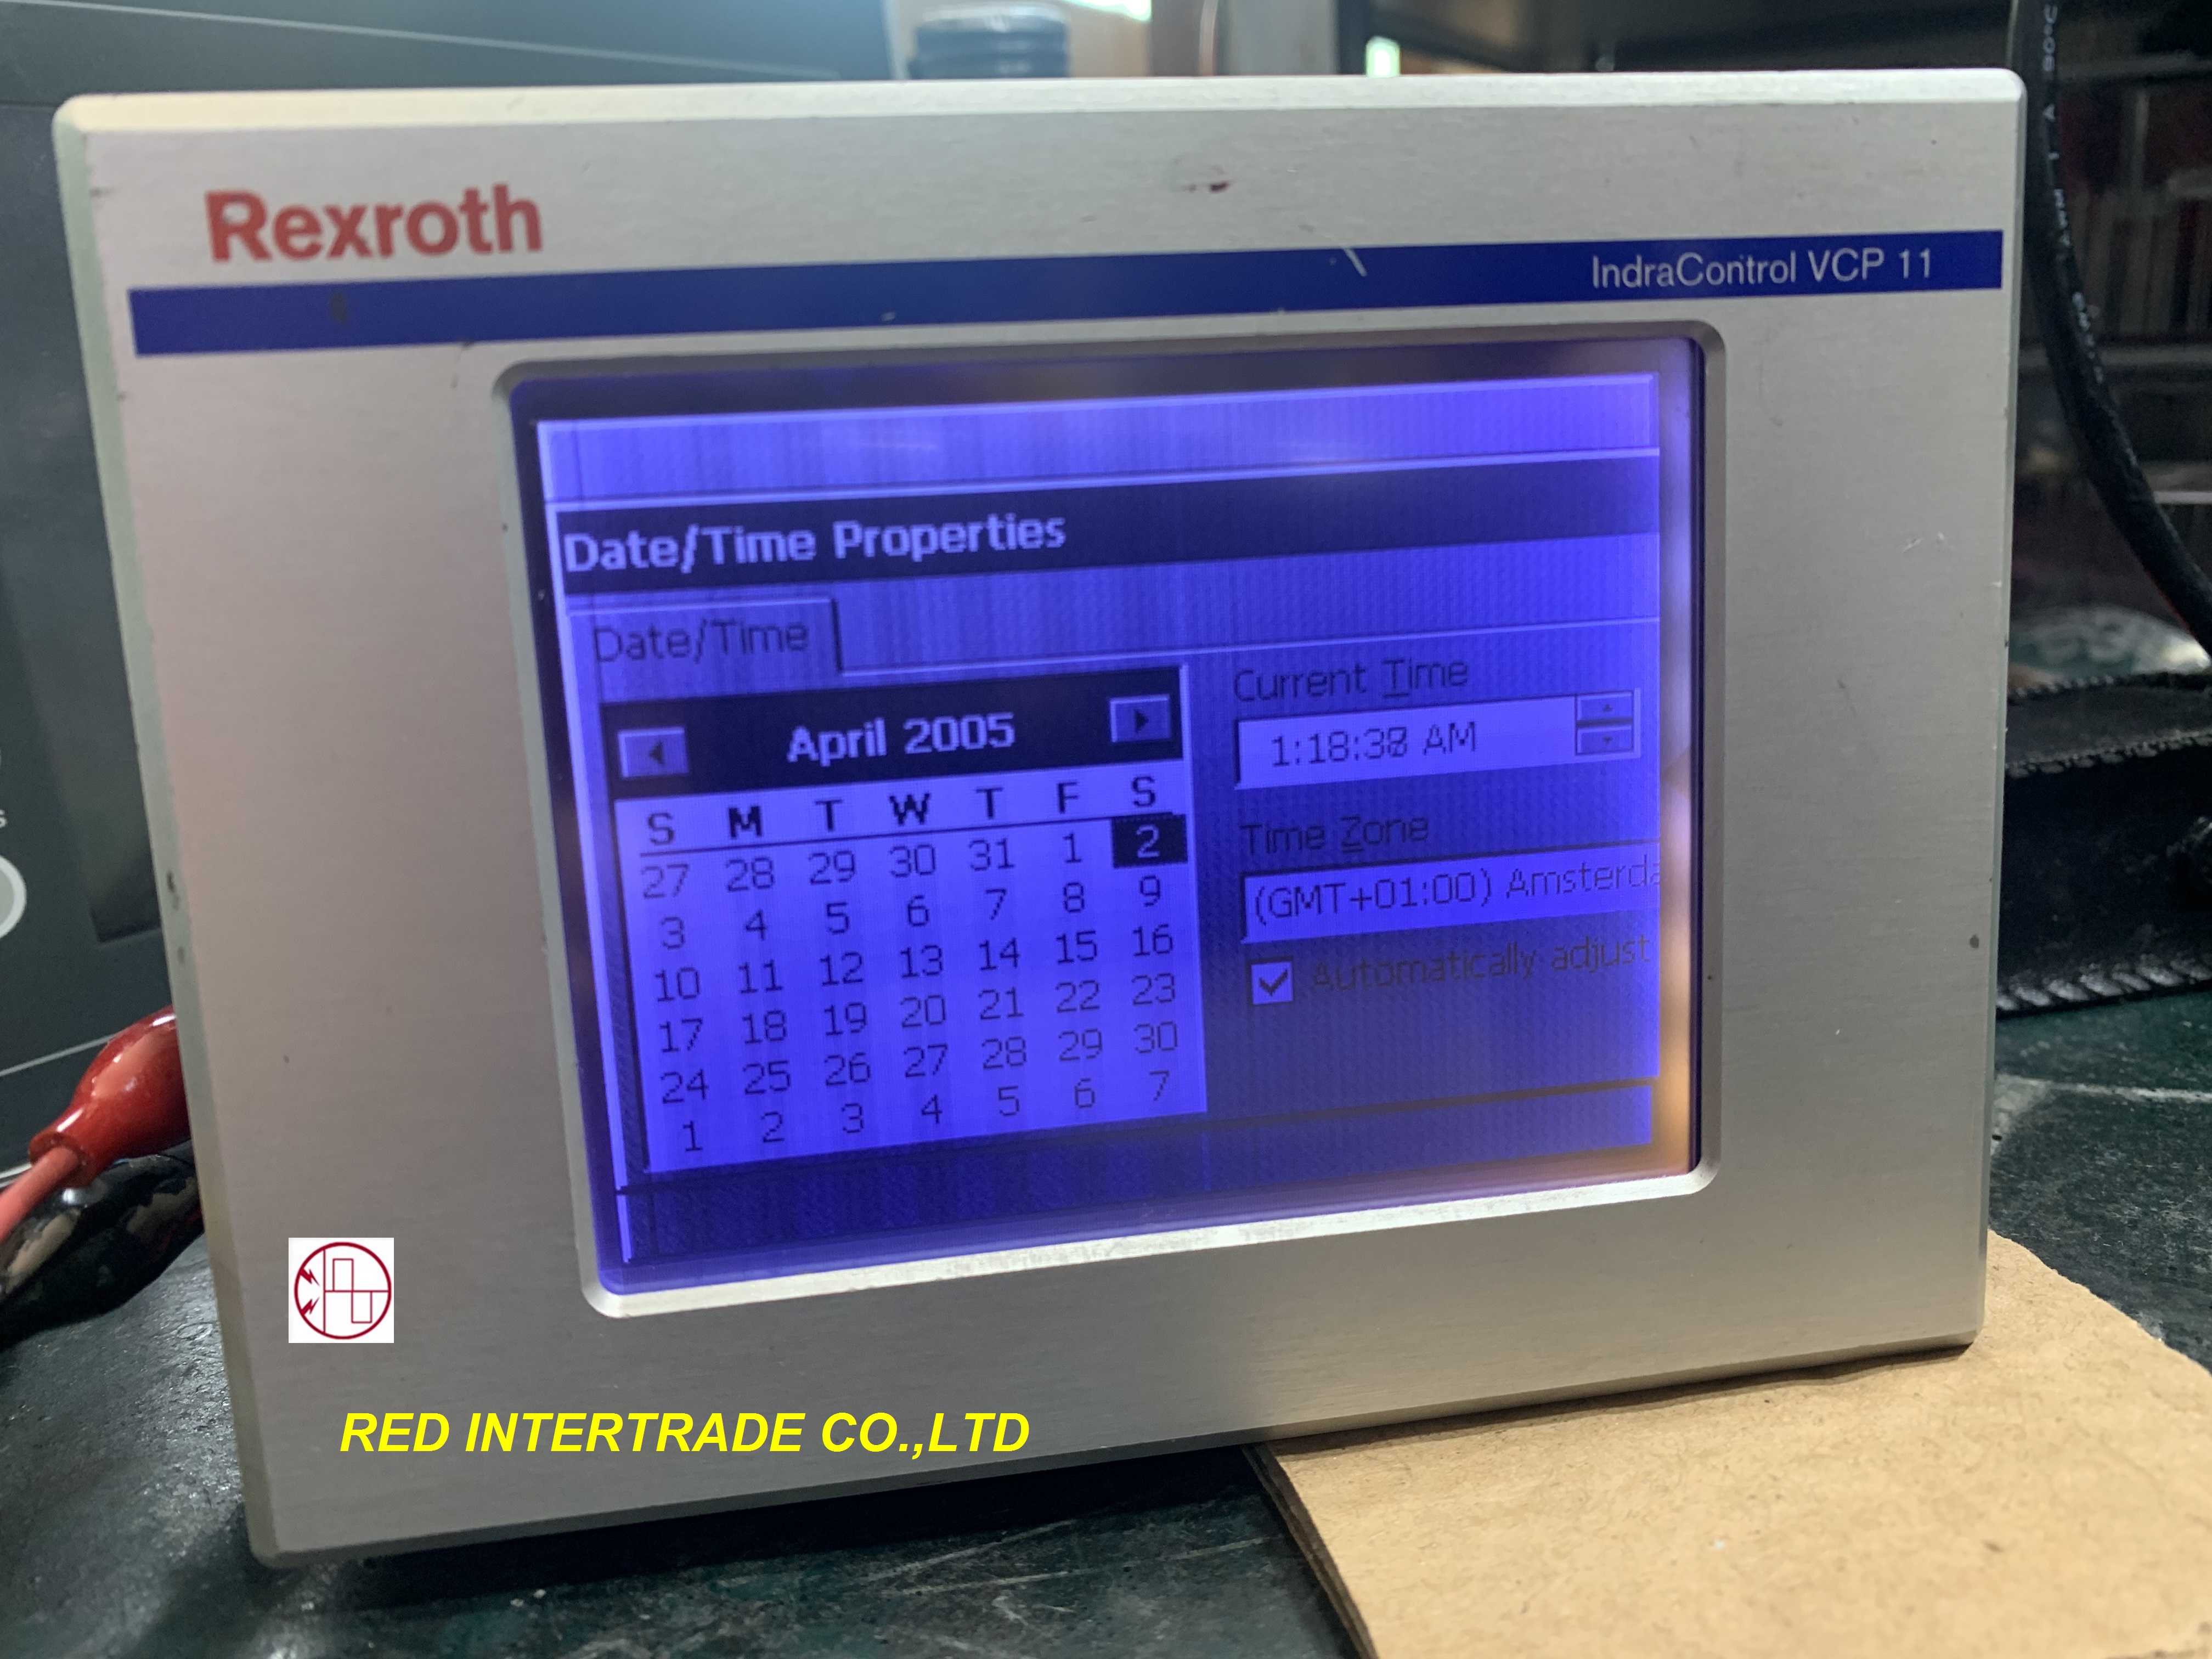 Rexroth
IndraControl VCP 11
Date/Time Properties
Date/Time
April 2005
S M T W T F S
27 28 29 30 31 1 2
3 4 5 6 7 8 9
10 11 12 13 14 15 16
17 18 19 20 21 22 23
24 25 26 27 28 29 30
1 2 3 4 5 6 7
Current Time
AM
Time Zone
(GMT+01:00) Amsterda
Automatically adjust
RED INTERTRADE CO.,LTD